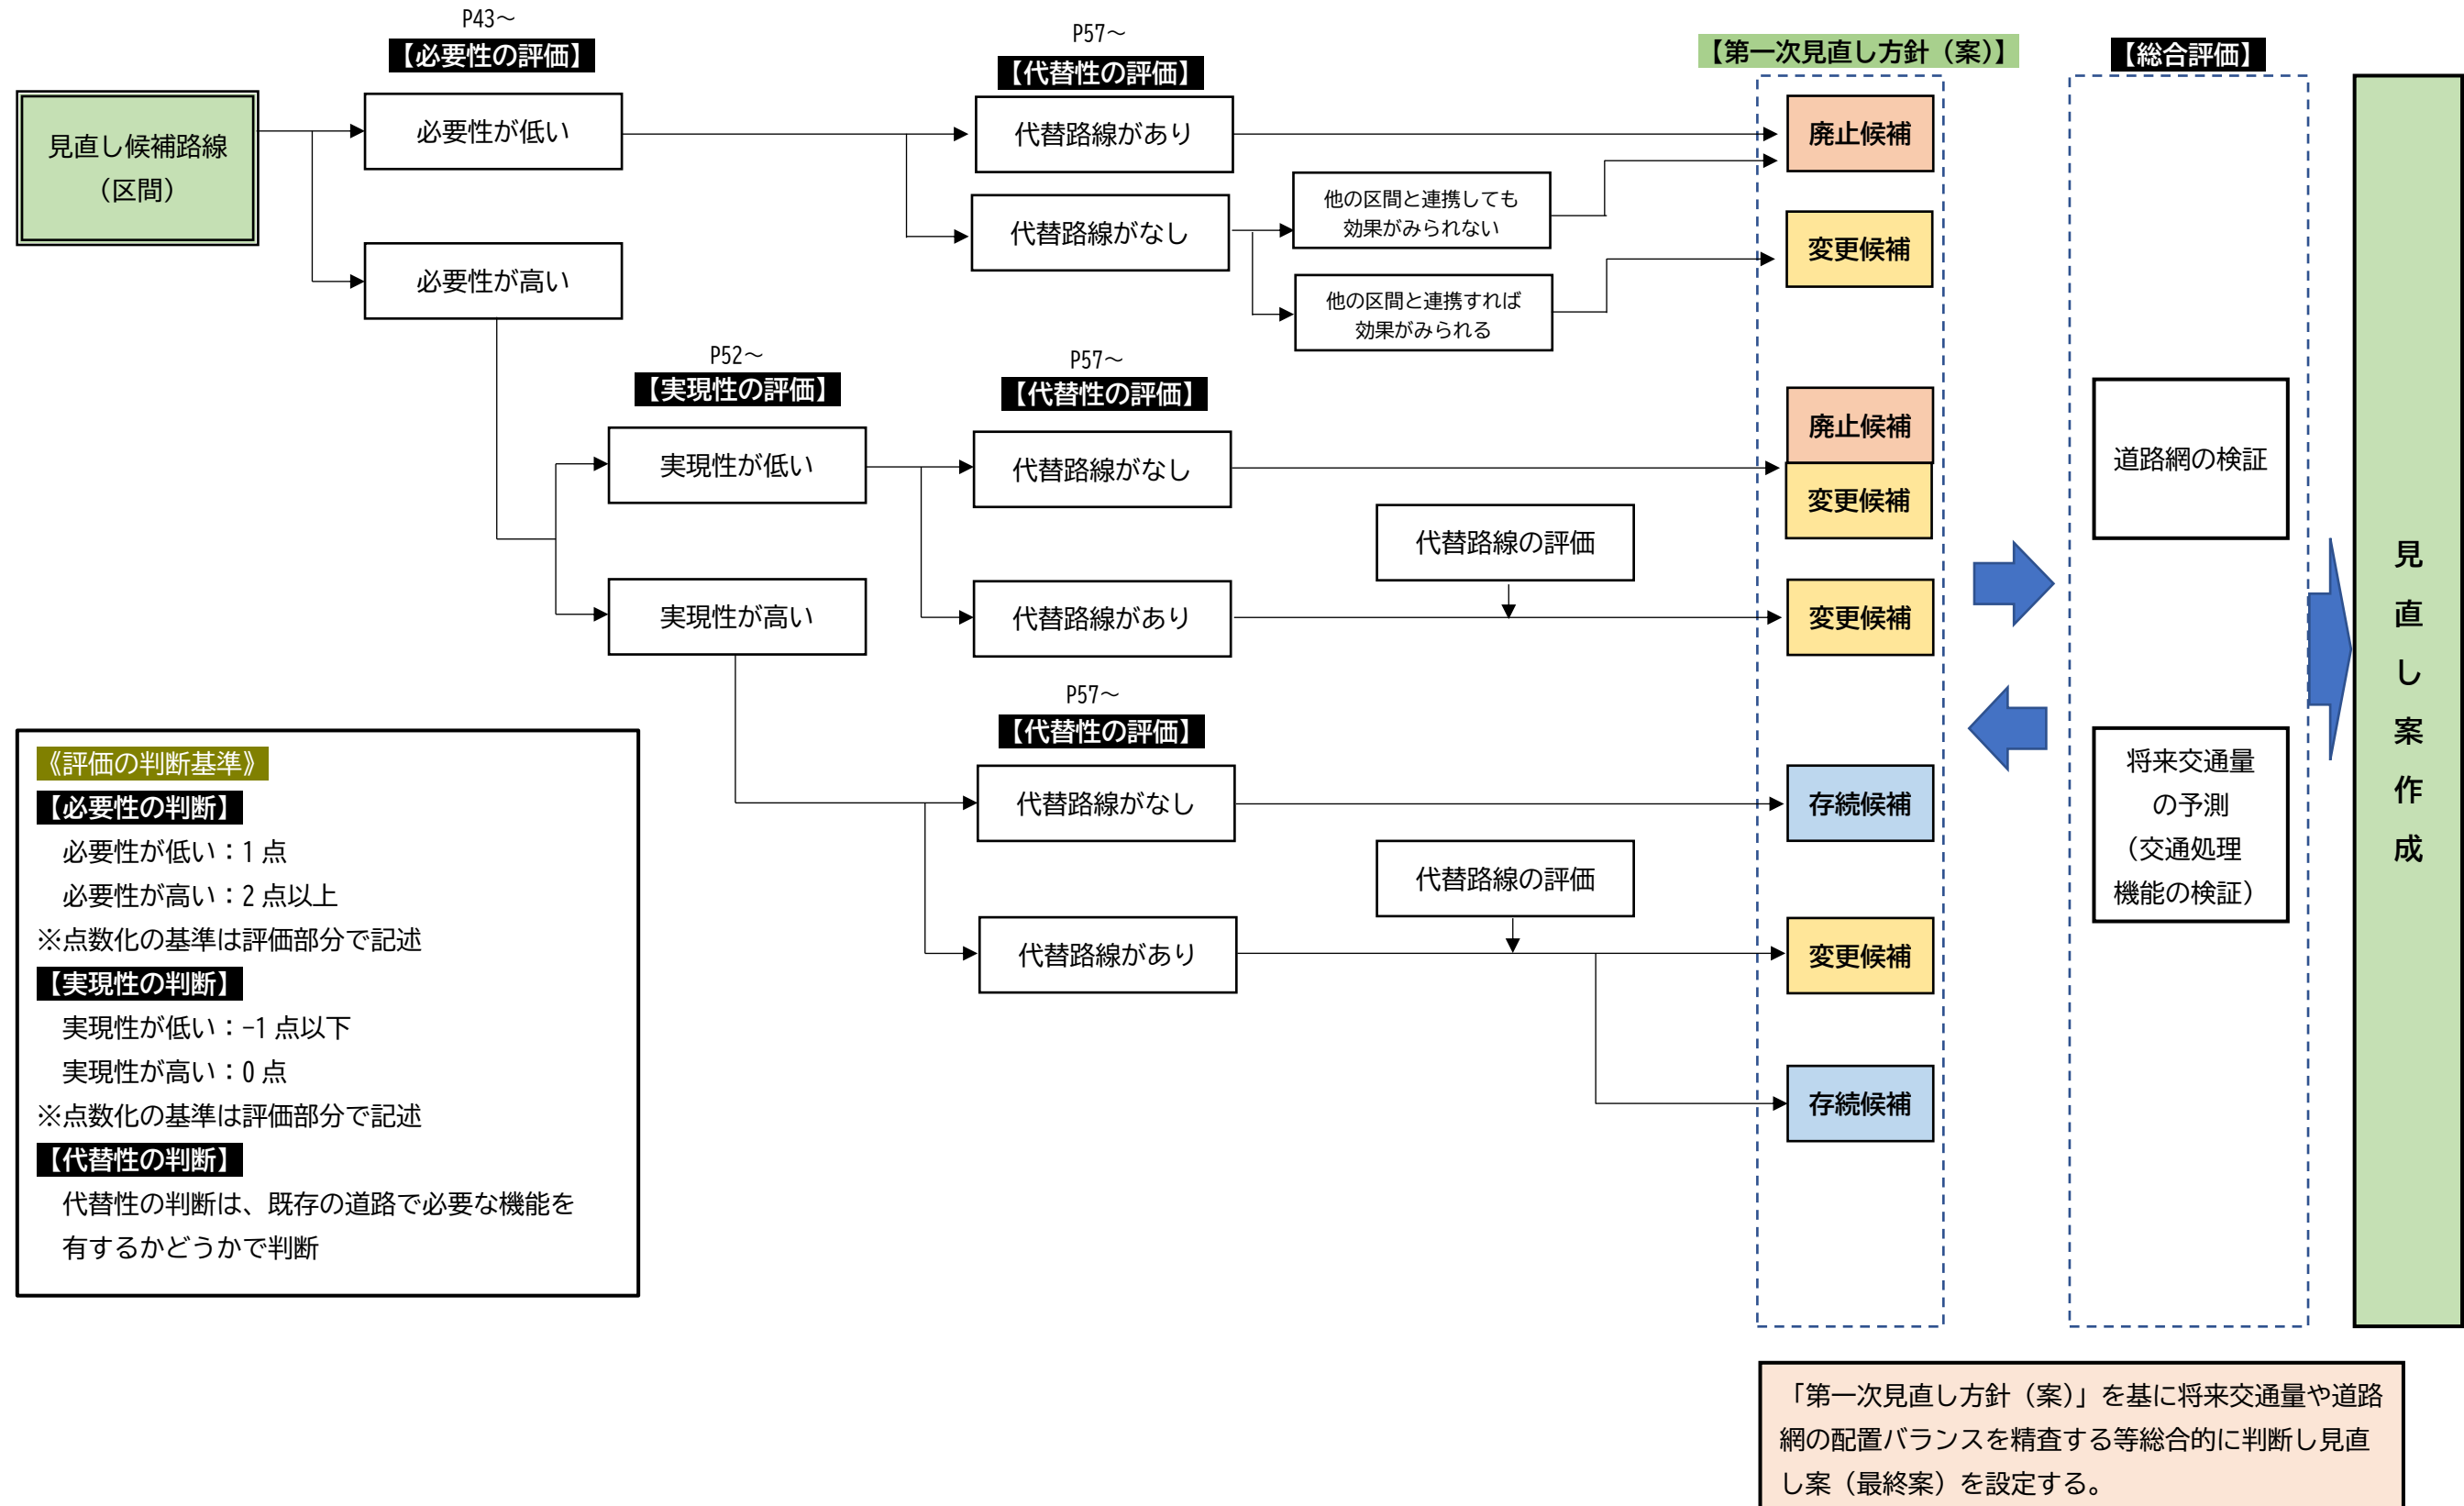 P43～
【必要性の評価】
P57～
【代替性の評価】
【第一次見直し方針（案）】
【総合評価】
見直し候補路線
（区間）
必要性が低い
代替路線があり
廃止候補
代替路線がなし
他の区間と連携しても
効果がみられない
変更候補
必要性が高い
他の区間と連携すれば
効果がみられる
P52～
【実現性の評価】
P57～
【代替性の評価】
実現性が低い
代替路線がなし
廃止候補
変更候補
道路網の検証
代替路線の評価
実現性が高い
代替路線があり
変更候補
P57～
【代替性の評価】
代替路線がなし
存続候補
将来交通量
の予測
（交通処理
機能の検証）
代替路線の評価
代替路線があり
変更候補
存続候補
見直し案作成
《評価の判断基準》
【必要性の判断】
必要性が低い：1点
必要性が高い：2点以上
※点数化の基準は評価部分で記述
【実現性の判断】
実現性が低い：-1点以下
実現性が高い：0点
※点数化の基準は評価部分で記述
【代替性の判断】
代替性の判断は、既存の道路で必要な機能を
有するかどうかで判断
「第一次見直し方針（案）」を基に将来交通量や道路
網の配置バランスを精査する等総合的に判断し見直
し案（最終案）を設定する。